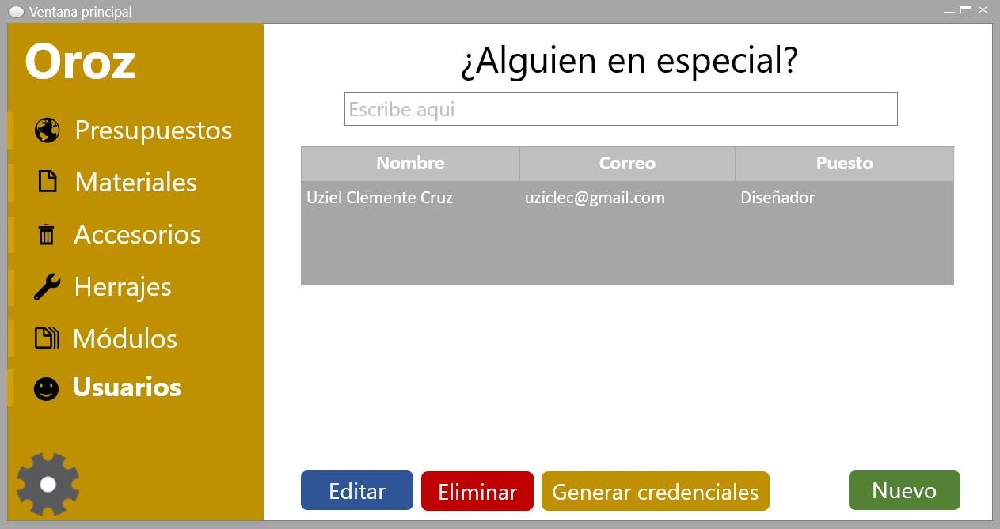 Ventana principal
Oroz
Presupuestos
Materiales
Accesorios
Herrajes
Módulos
Usuarios
¿Alguien en especial?
Escribe aqui
Nombre Correo Puesto
Uziel Clemente Cruz uziclec@gmail.com Diseñador
Editar Eliminar Generar credenciales Nuevo